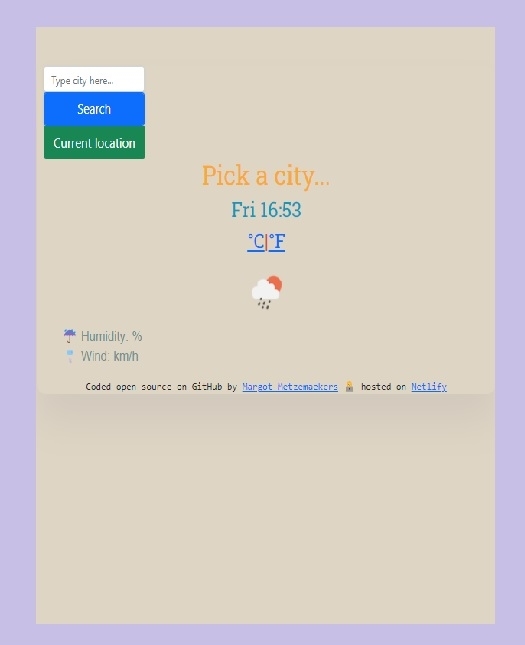 Type city here...
Search
Current location
Pick a city...
Fri 16:53
°C|°F
Humidity: %
Wind: km/h
Coded open source on GitHub by Margot Metzemaekers hosted on Netlify